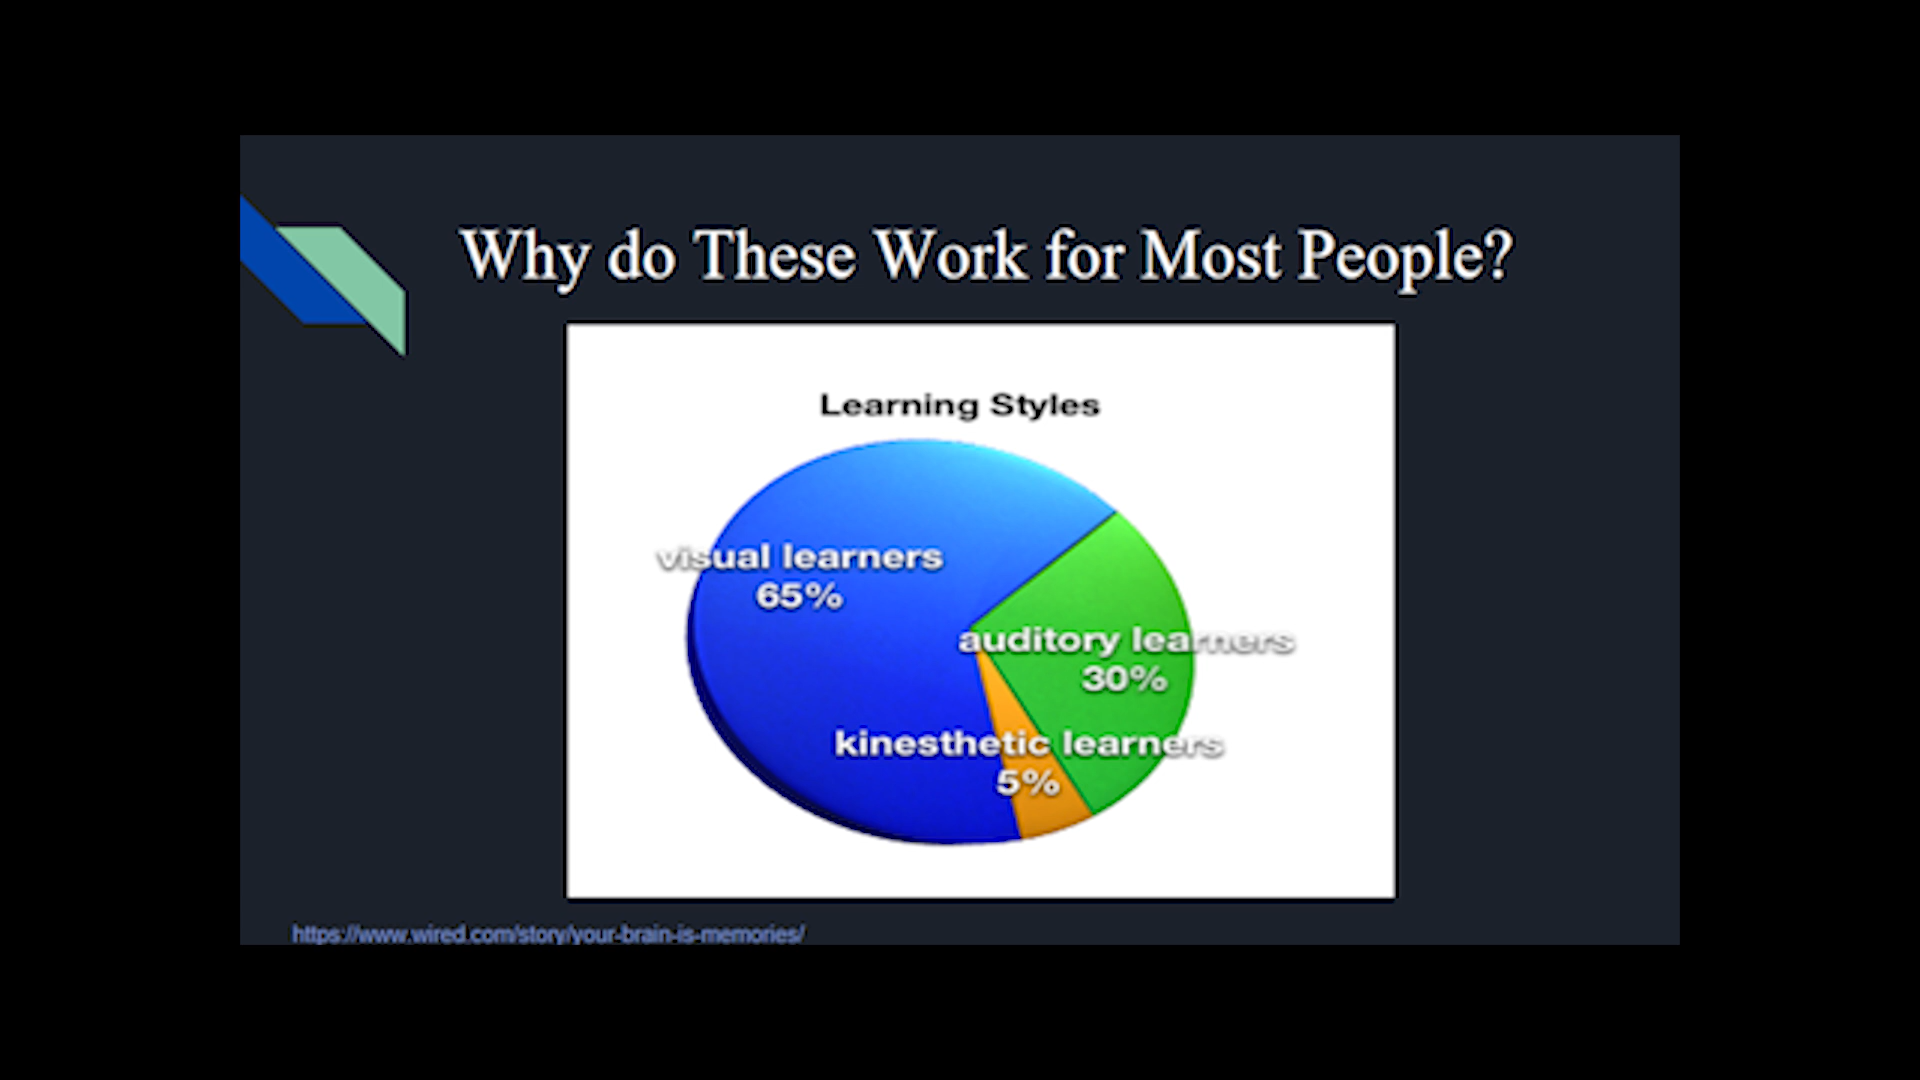 Why do These Work for Most People?
Learning Styles
visual learners
65%
auditory learners
30%
kinesthetic learners
5%
https://www.wired.com/story/your-brain-is-memories/